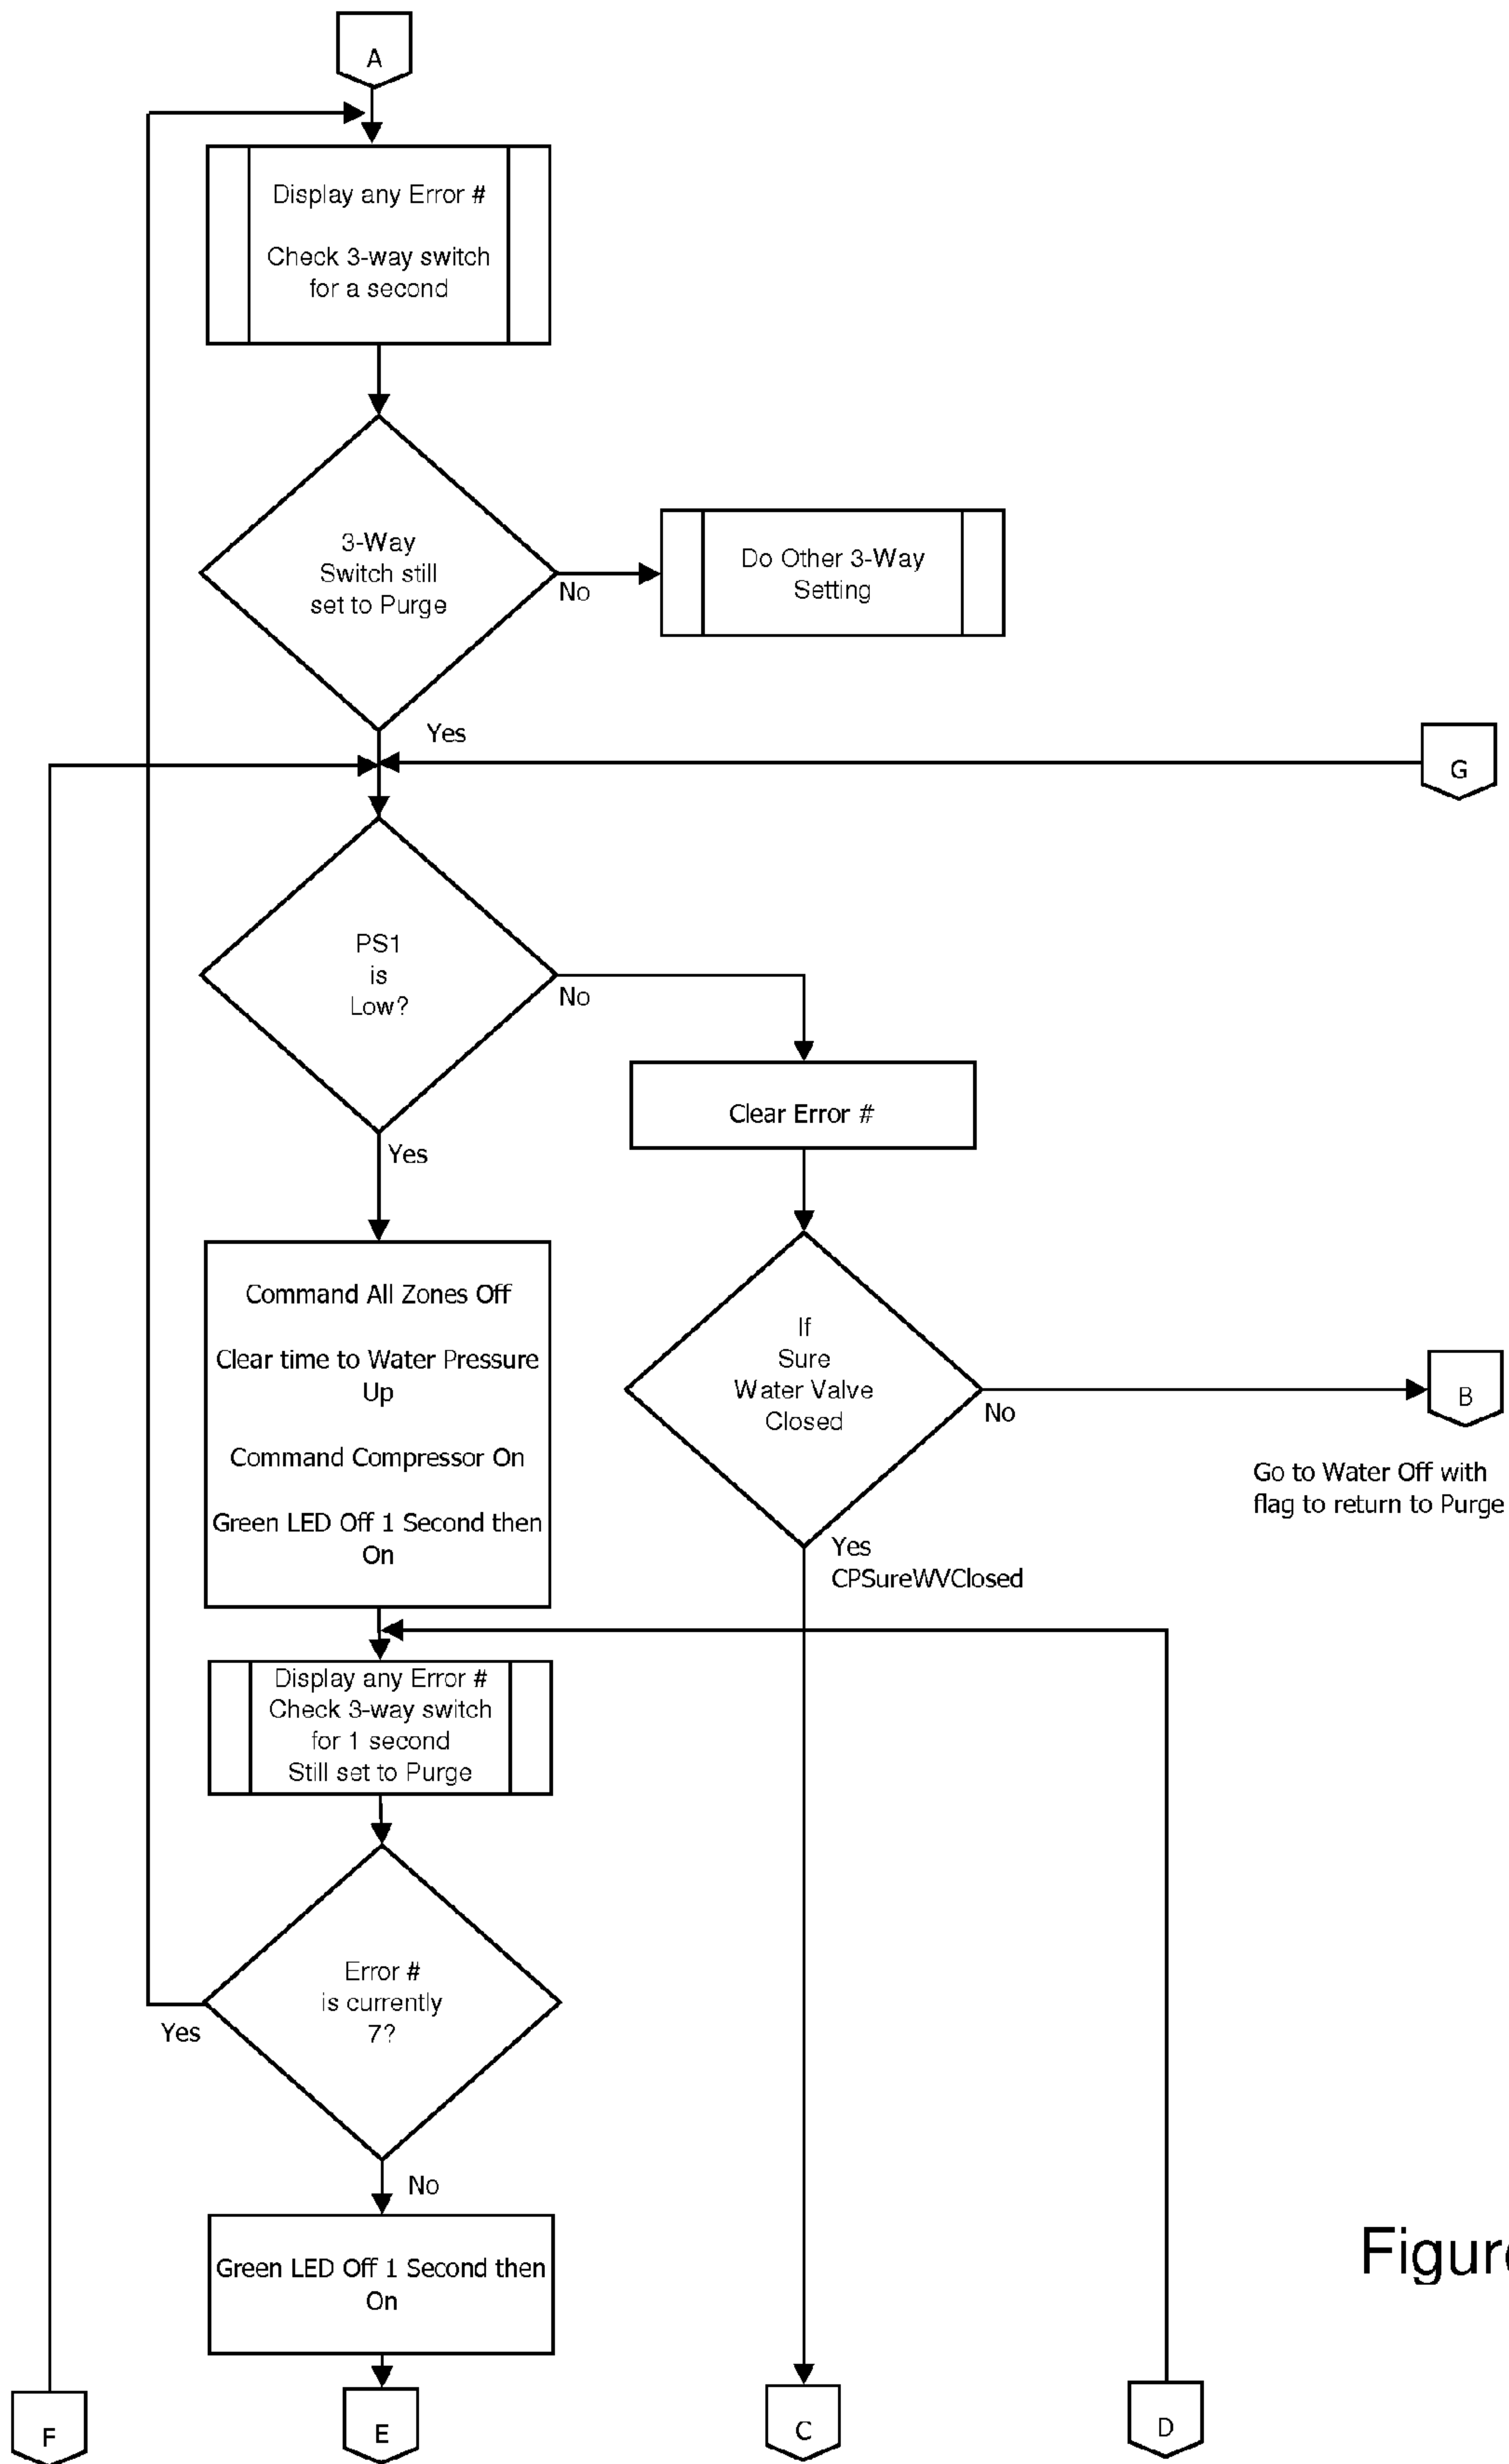 A
Display any Error #
Check 3-way switch
for a second
3-Way
Switch still
set to Purge
No
Do Other 3-Way
Setting
Yes
G
PS1
is
Low?
No
Clear Error #
Yes
Command All Zones Off
Clear time to Water Pressure
Up
Command Compressor On
Green LED Off 1 Second then
On
If
Sure
Water Valve
Closed
No
B
Go to Water Off with
flag to return to Purge
Yes
CPSureWVClosed
Display any Error #
Check 3-way switch
for 1 second
Still set to Purge
Error #
is currently
7?
Yes
No
Green LED Off 1 Second then
On
F
E
C
D